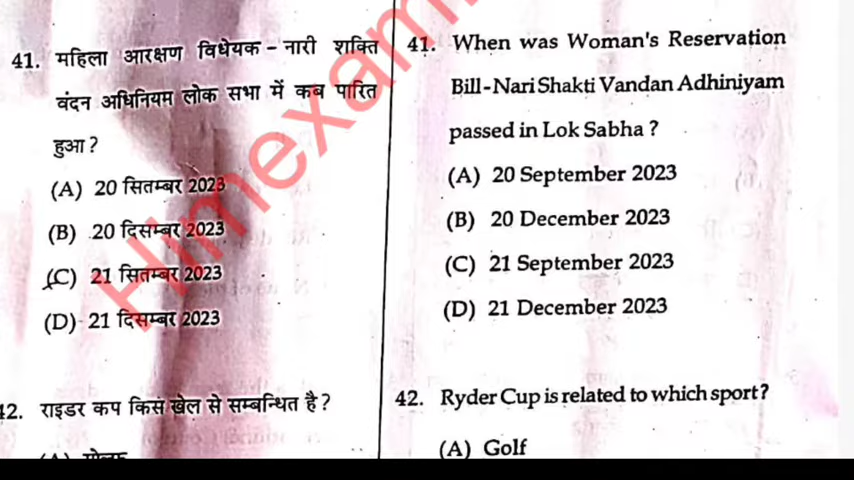 41. महिला आरक्षण विधेयक - नारी शक्ति
वंदन अधिनियम लोक सभा में कब पारित
हुआ ?
(A) 20 सितम्बर 2023
(B) 20 दिसम्बर 2023
(C) 21 सितम्बर 2023
(D) 21 दिसम्बर 2023
42. राइडर कप किस खेल से सम्बन्धित है ?
(A) गोल्फ
41. When was Woman's Reservation
Bill-Nari Shakti Vandan Adhiniyam
passed in Lok Sabha ?
(A) 20 September 2023
(B) 20 December 2023
(C) 21 September 2023
(D) 21 December 2023
42. Ryder Cup is related to which sport?
(A) Golf
Himexam